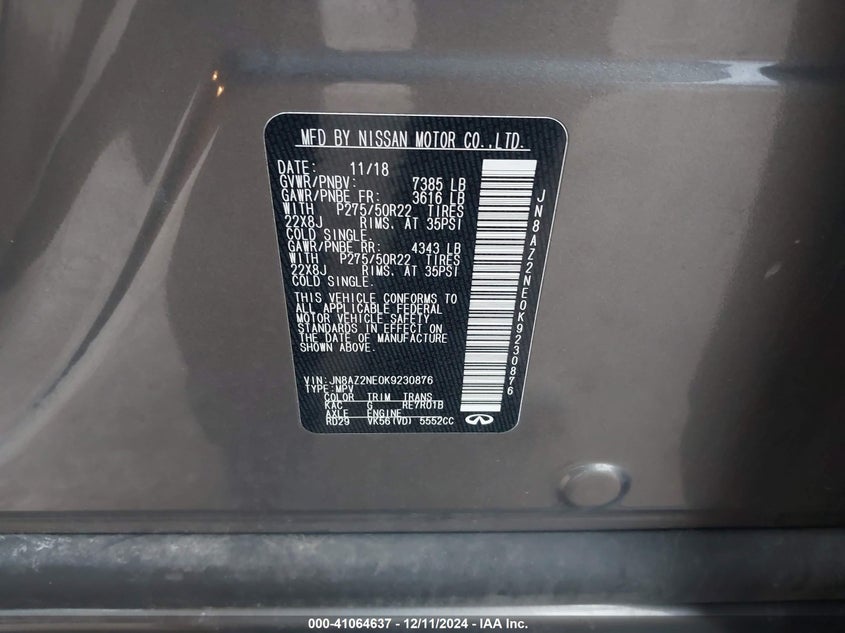 MFD BY NISSAN MOTOR CO.,LTD.
DATE: 11/18
GVWR/PNBV: 7385 LB
GAWR/PNBE FR: 3616 LB
WITH P275/50R22 TIRES
22X8J RIMS. AT 35PSI
COLD SINGLE.
GAWR/PNBE RR: 4343 LB
WITH P275/50R22 TIRES
22X8J RIMS. AT 35PSI
COLD SINGLE.
THIS VEHICLE CONFORMS TO
ALL APPLICABLE FEDERAL
MOTOR VEHICLE SAFETY
STANDARDS IN EFFECT ON
THE DATE OF MANUFACTURE
SHOWN ABOVE.
VIN: JN8AZ2NE0K9230876
TYPE: MPV
COLOR TRIM TRANS
KAC G RE7R01B
AXLE ENGINE
RD29 VK56(VD) 5552CC
JN8AZ2NE0K9230876
000-41064637 - 12/11/2024 - IAA Inc.